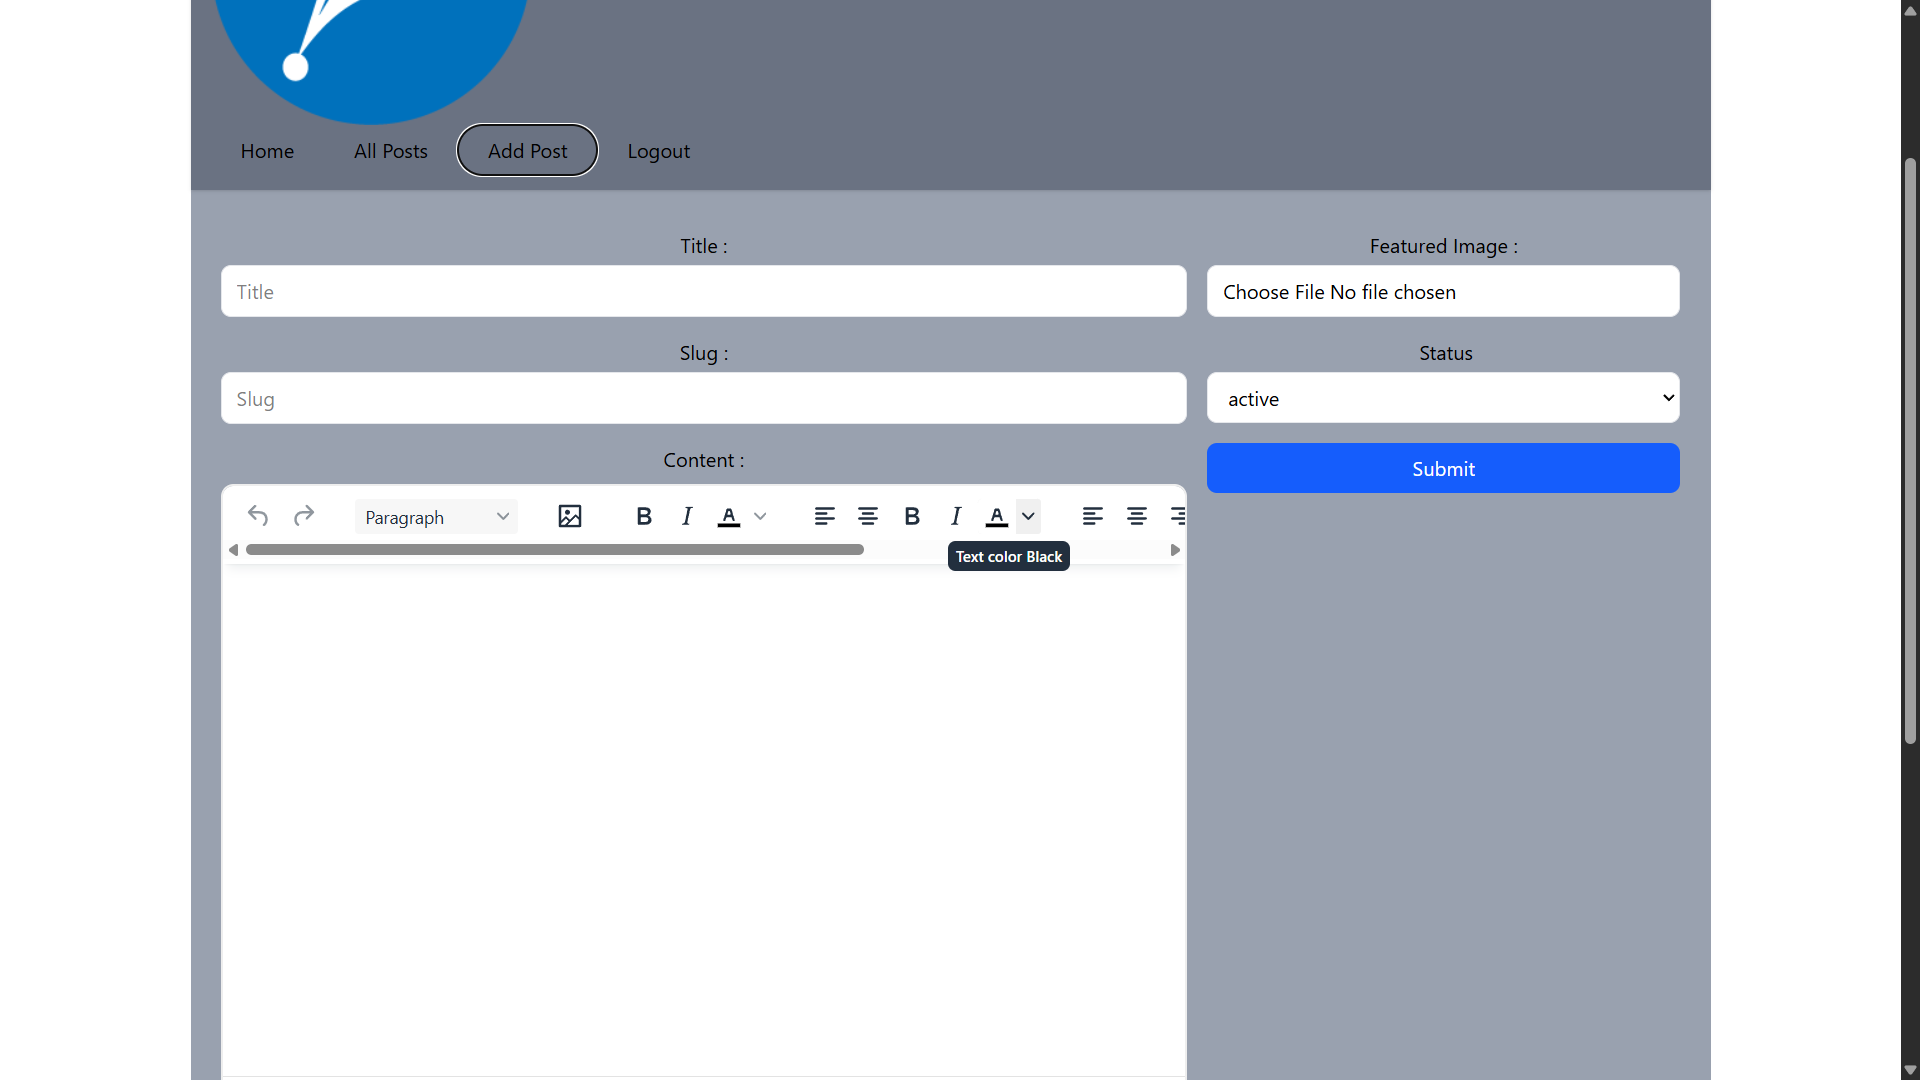 Home All Posts Add Post Logout
Title :
Title
Slug :
Slug
Content :
Paragraph B I A B I A
Text color Black
Featured Image :
Choose File No file chosen
Status
active
Submit